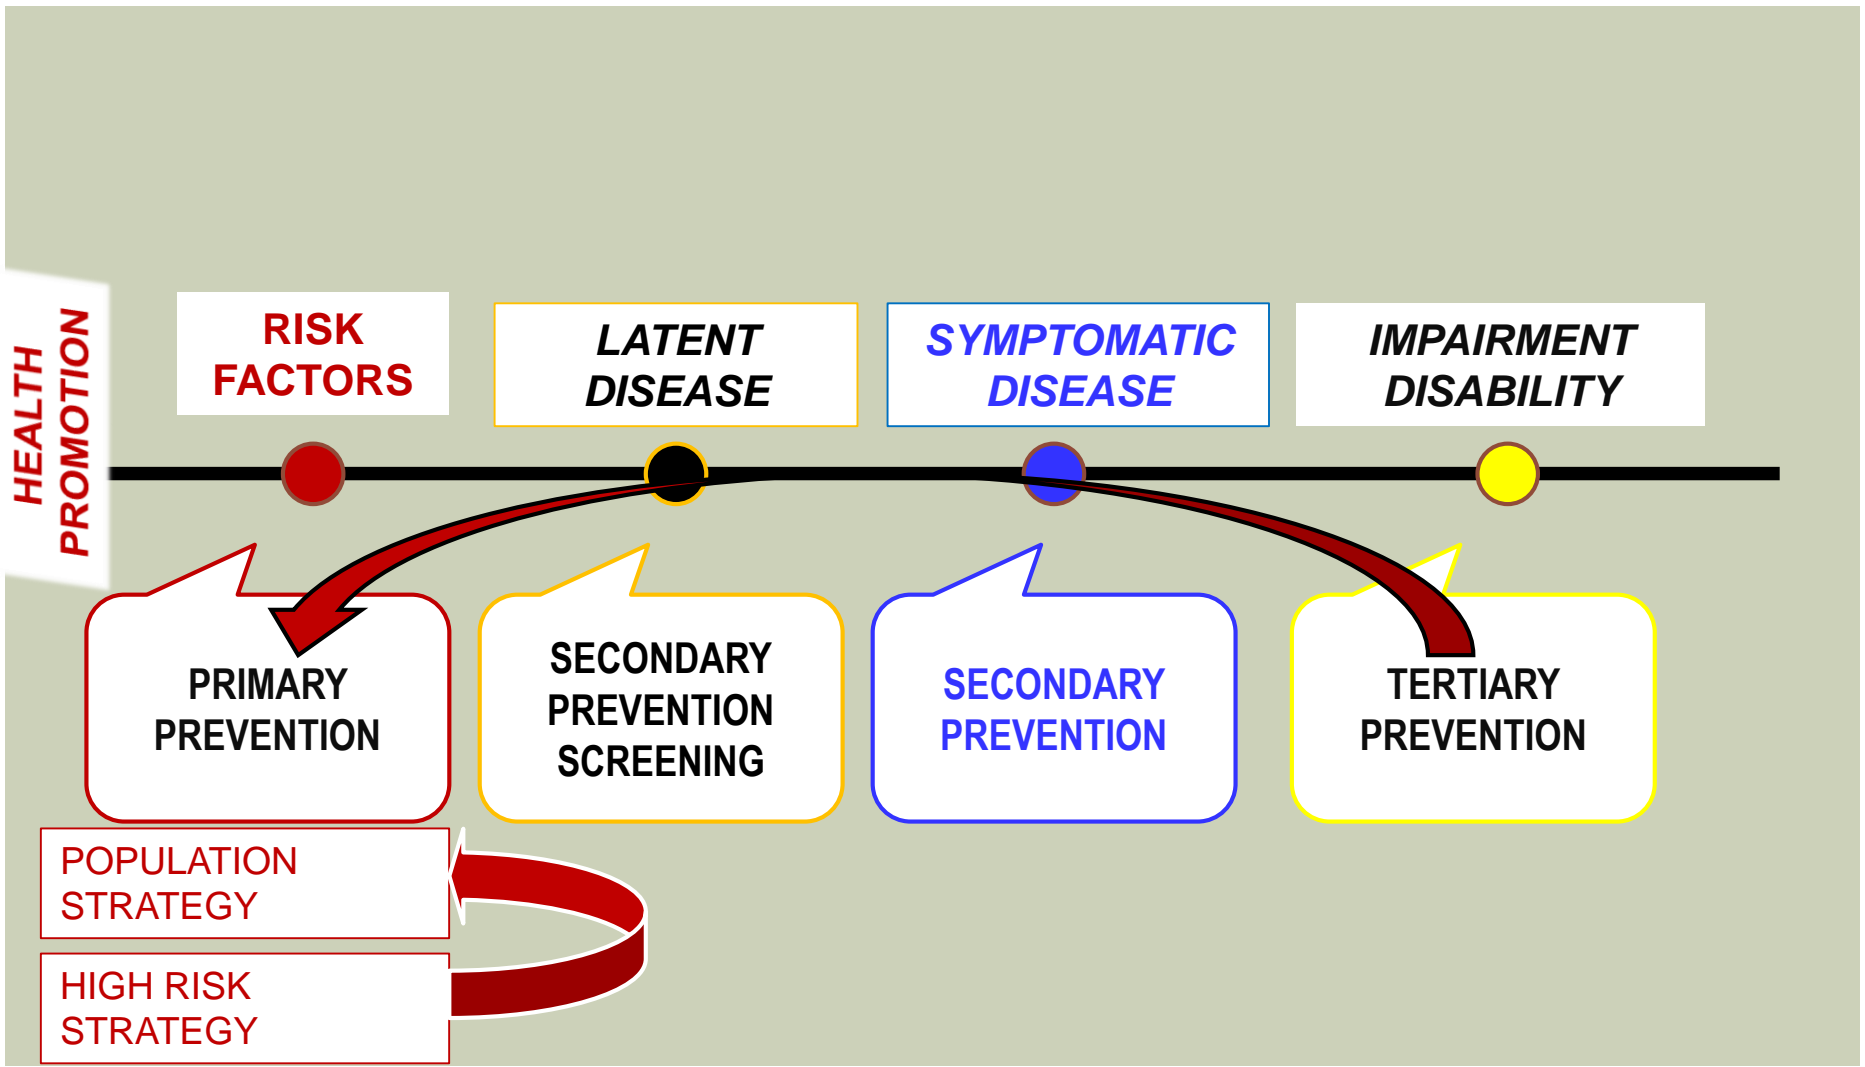 HEALTH
PROMOTION
RISK
FACTORS
LATENT
DISEASE
SYMPTOMATIC
DISEASE
IMPAIRMENT
DISABILITY
PRIMARY
PREVENTION
SECONDARY
PREVENTION
SCREENING
SECONDARY
PREVENTION
TERTIARY
PREVENTION
POPULATION
STRATEGY
HIGH RISK
STRATEGY